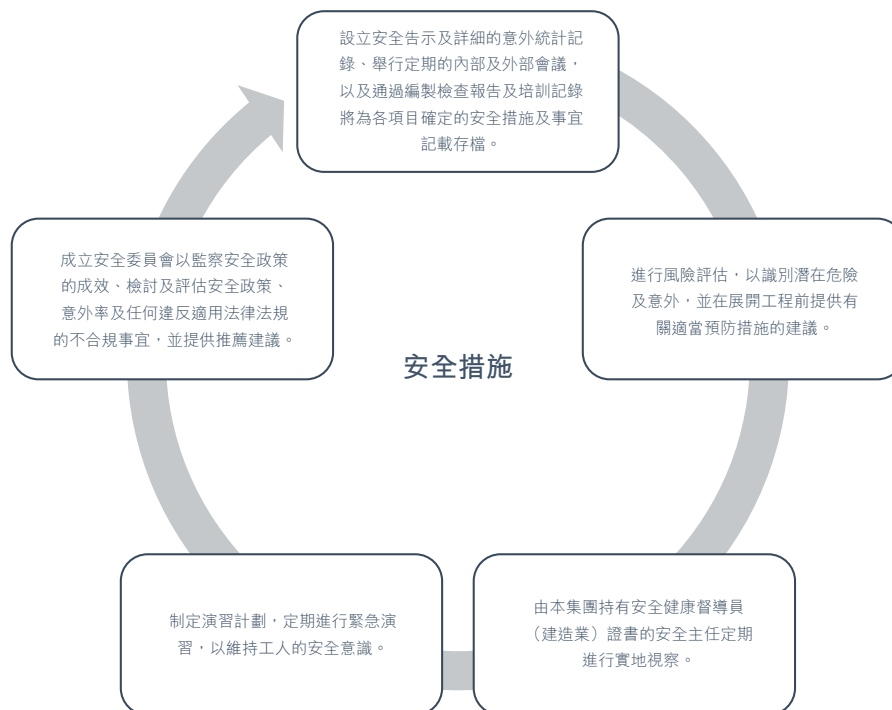 設立安全告示及詳細的意外統計記
錄、舉行定期的內部及外部會議，
以及通過編製檢查報告及培訓記錄
將為各項目確定的安全措施及事宜
記載存檔。
成立安全委員會以監察安全政策
的成效、檢討及評估安全政策、
意外率及任何違反適用法律法規
的不合規事宜，並提供推薦建議。
進行風險評估，以識別潛在危險
及意外，並在展開工程前提供有
關適當預防措施的建議。
安全措施
制定演習計劃，定期進行緊急演
習，以維持工人的安全意識。
由本集團持有安全健康督導員
（建造業）證書的安全主任定期
進行實地視察。